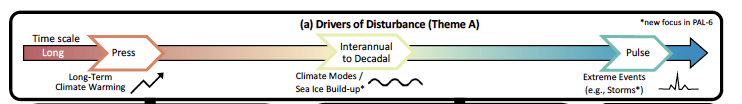 (a) Drivers of Disturbance (Theme A)
*new focus in PAL-6
Time scale
Long
Press
Interannual
to Decadal
Pulse
Long-Term
Climate Warming
Climate Modes /
Sea Ice Build-up*
Extreme Events
(e.g., Storms*)